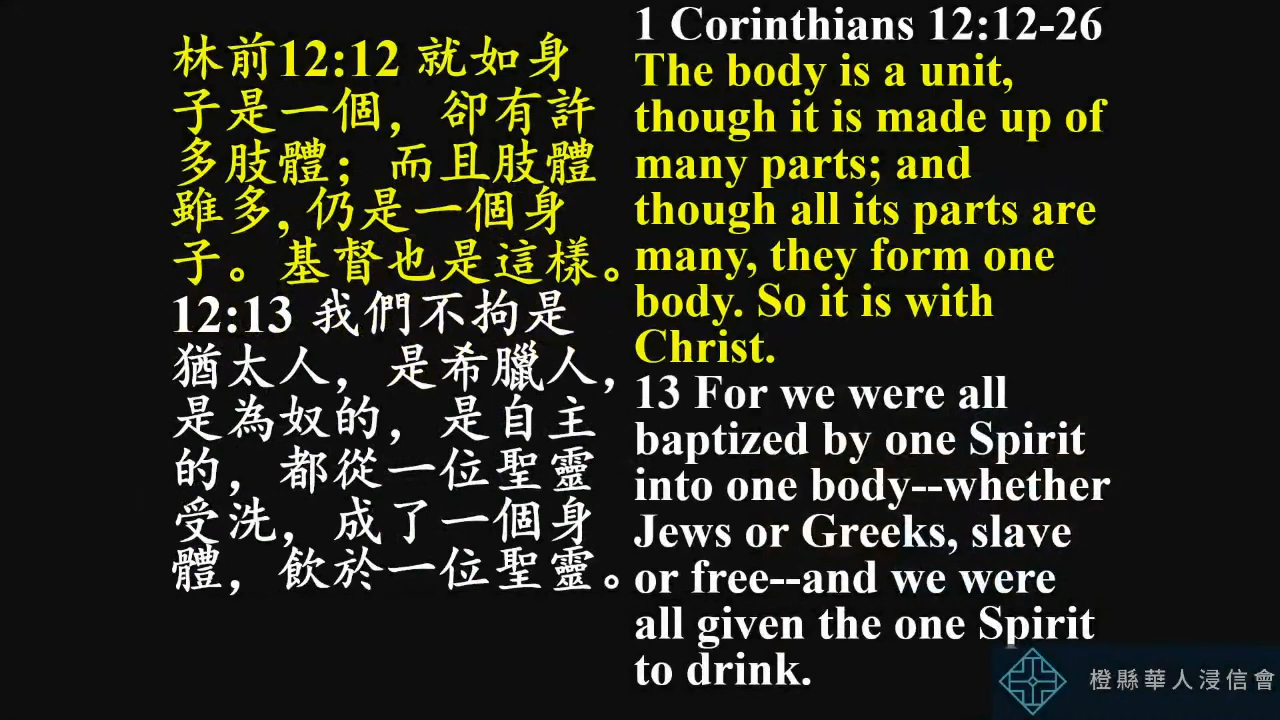 林前12:12 就如身
子是一個，卻有許
多肢體；而且肢體
雖多,仍是一個身
子。基督也是這樣。
12:13 我們不拘是
猶太人，是希臘人，
是為奴的，是自主
的，都從一位聖靈
受洗，成了一個身
體，飲於一位聖靈。
1 Corinthians 12:12-26
The body is a unit,
though it is made up of
many parts; and
though all its parts are
many, they form one
body. So it is with
Christ.
13 For we were all
baptized by one Spirit
into one body--whether
Jews or Greeks, slave
or free--and we were
all given the one Spirit
to drink.
橙縣華人浸信會